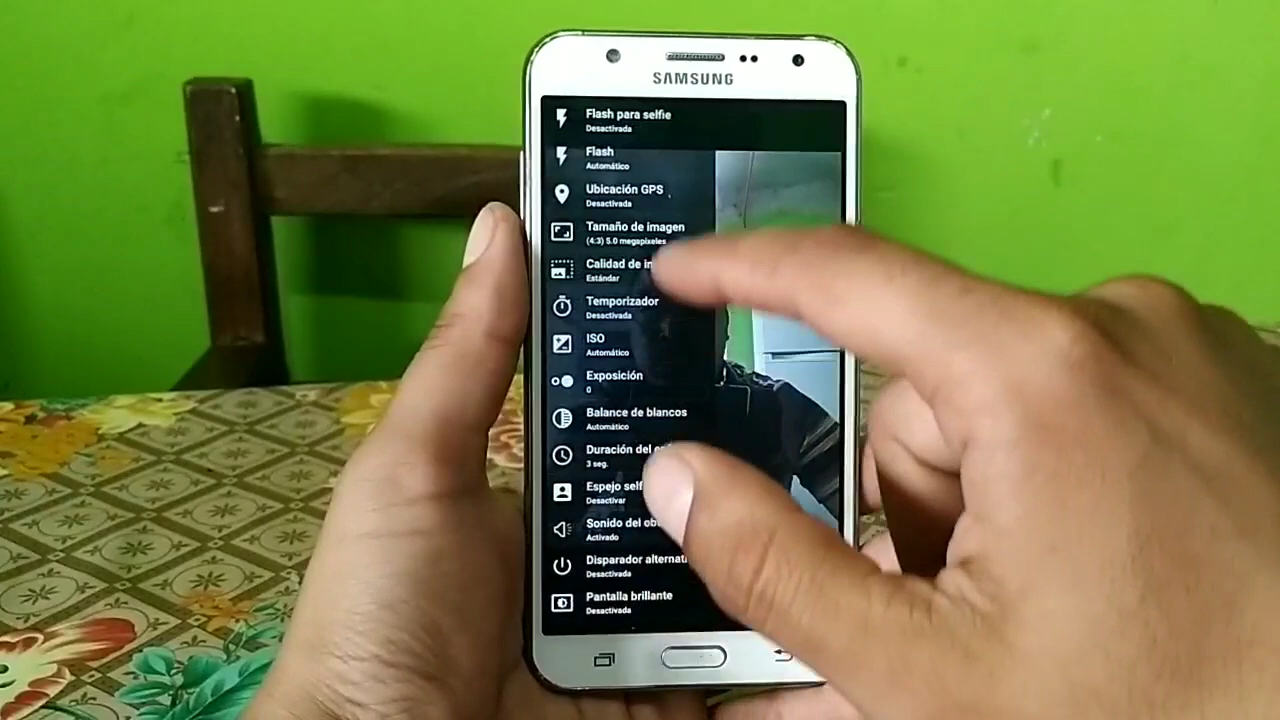 SAMSUNG
Flash para selfie
Desactivada
Flash
Automático
Ubicación GPS
Desactivada
Tamaño de imagen
(4:3) 5.0 megapixeles
Calidad de
Estándar
Temporizador
Desactivada
ISO
Automático
Exposición
0
Balance de blancos
Automático
Duración del
3 seg.
Espejo
Desactivar
Sonido del
Activado
Disparador
Desactivada
Pantalla brillante
Desactivada